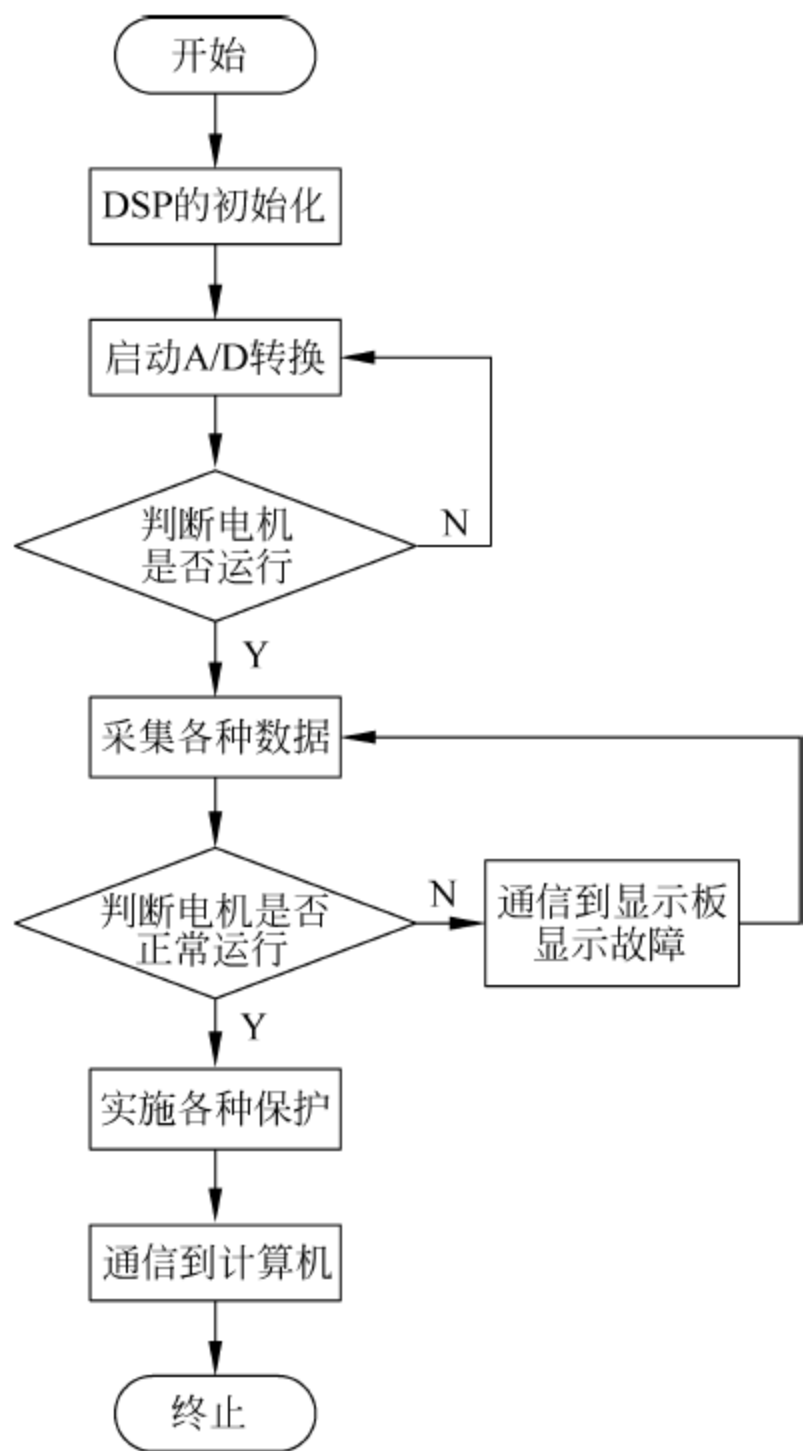 开始
DSP的初始化
启动A/D转换
判断电机
是否运行
N
Y
采集各种数据
判断电机是否
正常运行
N
通信到显示板
显示故障
Y
实施各种保护
通信到计算机
终止